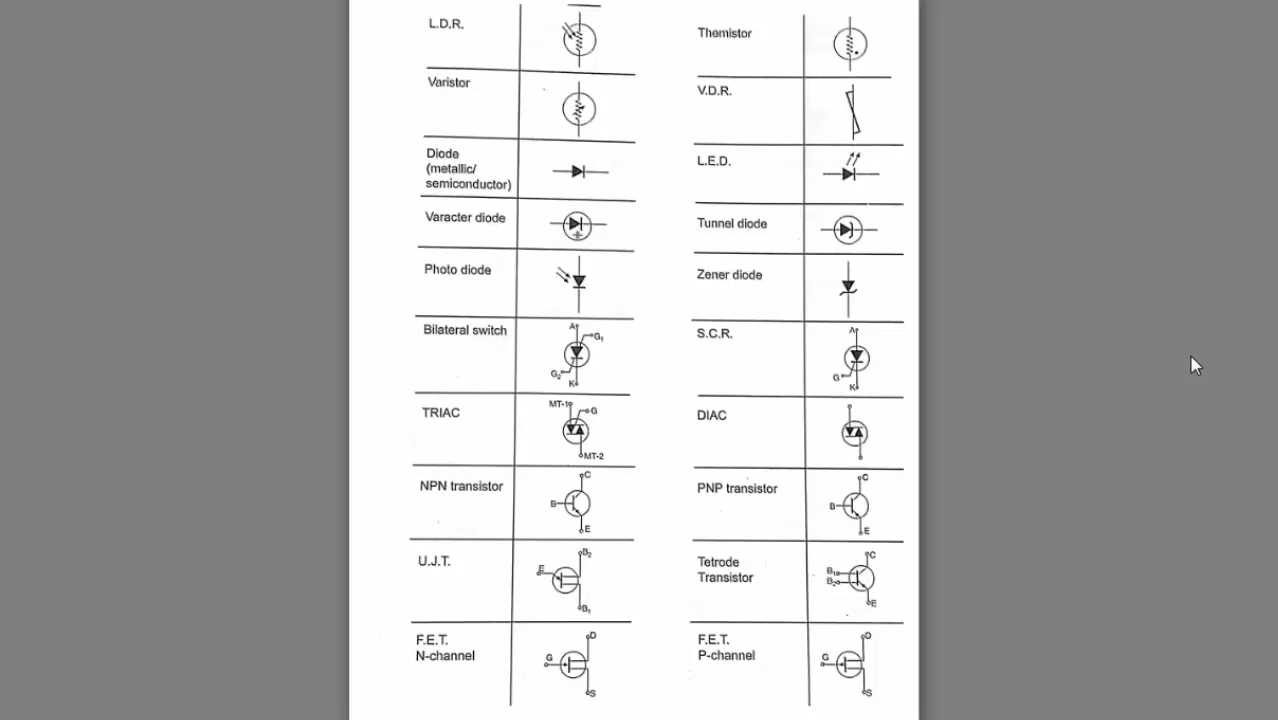 L.D.R.
Themistor
Varistor
V.D.R.
Diode
(metallic/
semiconductor)
L.E.D.
Varacter diode
Tunnel diode
Photo diode
Zener diode
Bilateral switch
A
G1
G2
K
S.C.R.
A
G
K
TRIAC
MT-1
G
MT-2
DIAC
NPN transistor
C
B
E
PNP transistor
C
B
E
U.J.T.
B2
E
B1
Tetrode
Transistor
C
B1
B2
E
F.E.T.
N-channel
D
G
S
F.E.T.
P-channel
D
G
S